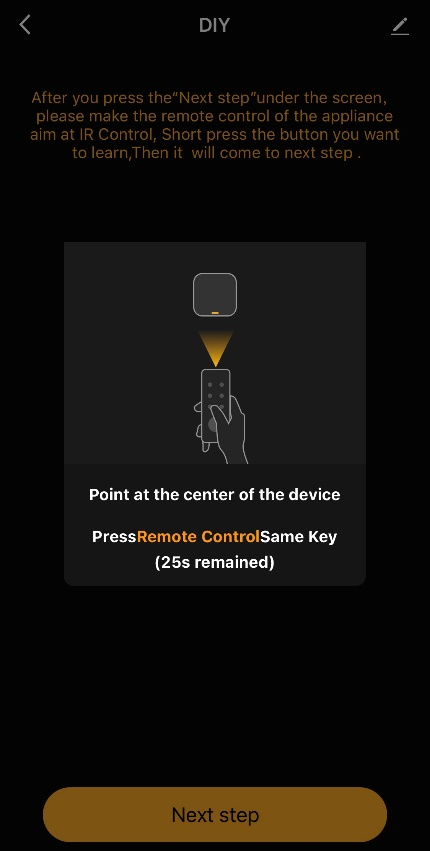 DIY
After you press the“Next step”under the screen，
please make the remote control of the appliance
aim at IR Control, Short press the button you want
to learn,Then it  will come to next step .
Point at the center of the device
PressRemote ControlSame Key
(25s remained)
Next step